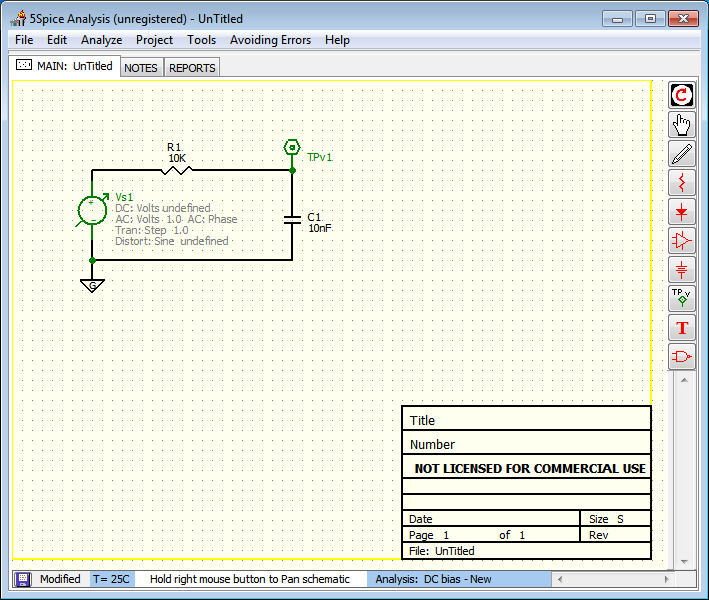 5Spice Analysis (unregistered) - UnTitled
File Edit Analyze Project Tools Avoiding Errors Help
MAIN: UnTitled NOTES REPORTS
R1
10K
TPv1
Vs1
DC: Volts undefined
AC: Volts 1.0 AC: Phase
Tran: Step 1.0
Distort: Sine undefined
C1
10nF
G
TP v
T
Title
Number
NOT LICENSED FOR COMMERCIAL USE
Date Size S
Page 1 of 1 Rev
File: UnTitled
Modified T= 25C Hold right mouse button to Pan schematic Analysis: DC bias - New